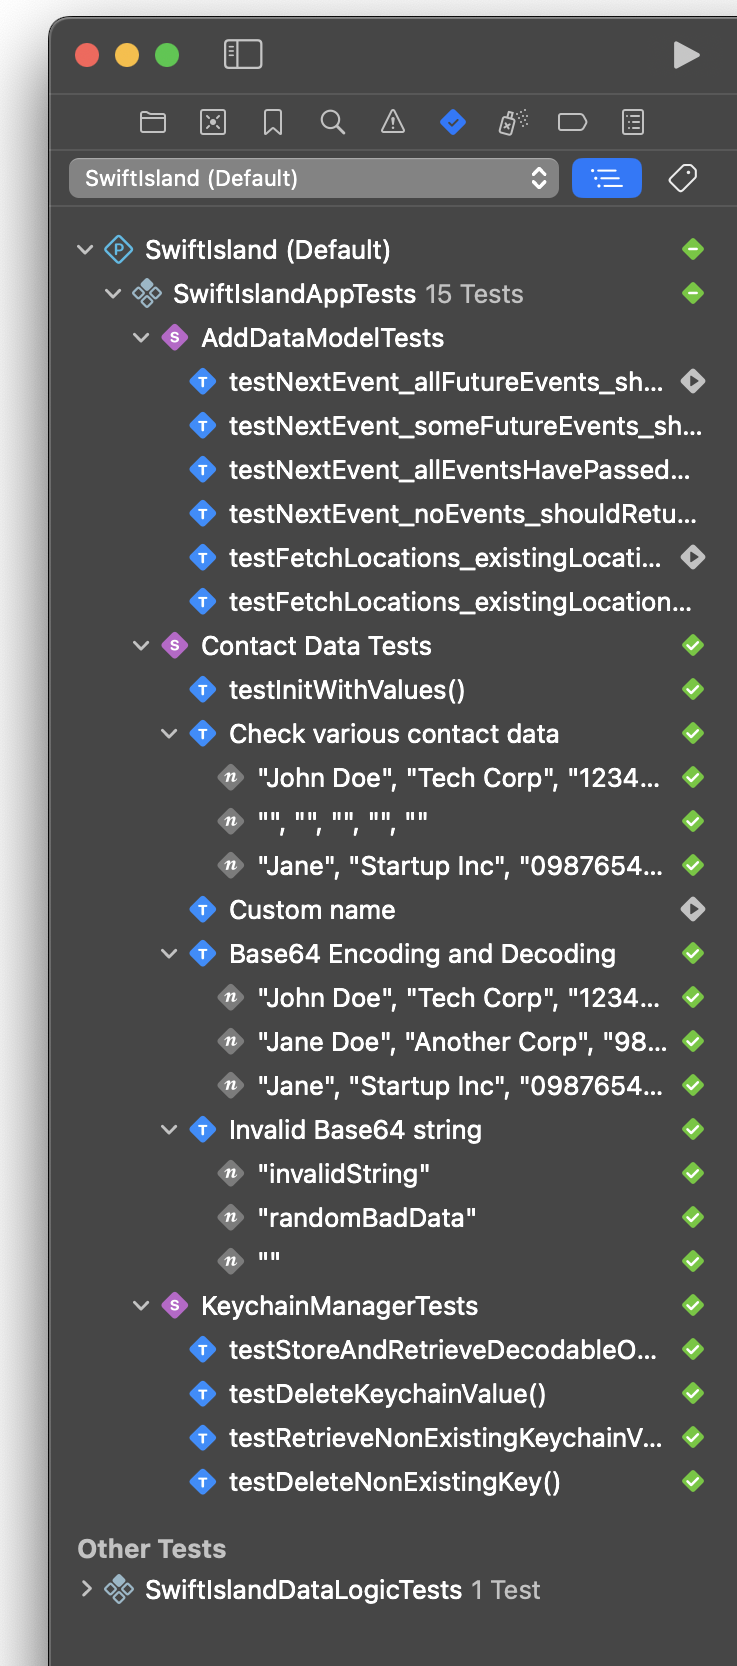 SwiftIsland (Default)
P SwiftIsland (Default)
SwiftIslandAppTests 15 Tests
S AddDataModelTests
T testNextEvent_allFutureEvents_sh...
T testNextEvent_someFutureEvents_sh...
T testNextEvent_allEventsHavePassed...
T testNextEvent_noEvents_shouldRetu...
T testFetchLocations_existingLocati...
T testFetchLocations_existingLocation...
S Contact Data Tests
T testInitWithValues()
T Check various contact data
n "John Doe", "Tech Corp", "1234...
n "", "", "", "", ""
n "Jane", "Startup Inc", "0987654...
T Custom name
T Base64 Encoding and Decoding
n "John Doe", "Tech Corp", "1234...
n "Jane Doe", "Another Corp", "98...
n "Jane", "Startup Inc", "0987654...
T Invalid Base64 string
n "invalidString"
n "randomBadData"
n ""
S KeychainManagerTests
T testStoreAndRetrieveDecodableO...
T testDeleteKeychainValue()
T testRetrieveNonExistingKeychainV...
T testDeleteNonExistingKey()
Other Tests
SwiftIslandDataLogicTests 1 Test